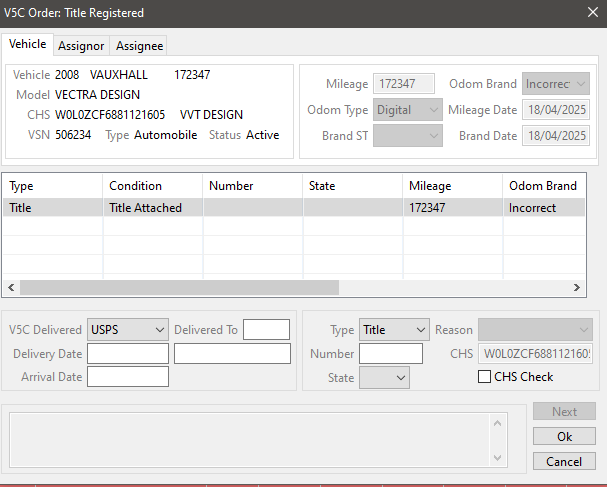 V5C Order: Title Registered
Vehicle Assignor Assignee
Vehicle 2008 VAUXHALL 172347
Model VECTRA DESIGN
CHS W0L0ZCF6881121605 VVT DESIGN
VSN 506234 Type Automobile Status Active
Mileage 172347 Odom Brand Incorrect
Odom Type Digital Mileage Date 18/04/2025
Brand ST Brand Date 18/04/2025
Type Condition Number State Mileage Odom Brand
Title Title Attached 172347 Incorrect
V5C Delivered USPS Delivered To
Delivery Date
Arrival Date
Type Title Reason
Number CHS W0L0ZCF6881121605
State CHS Check
Next
Ok
Cancel